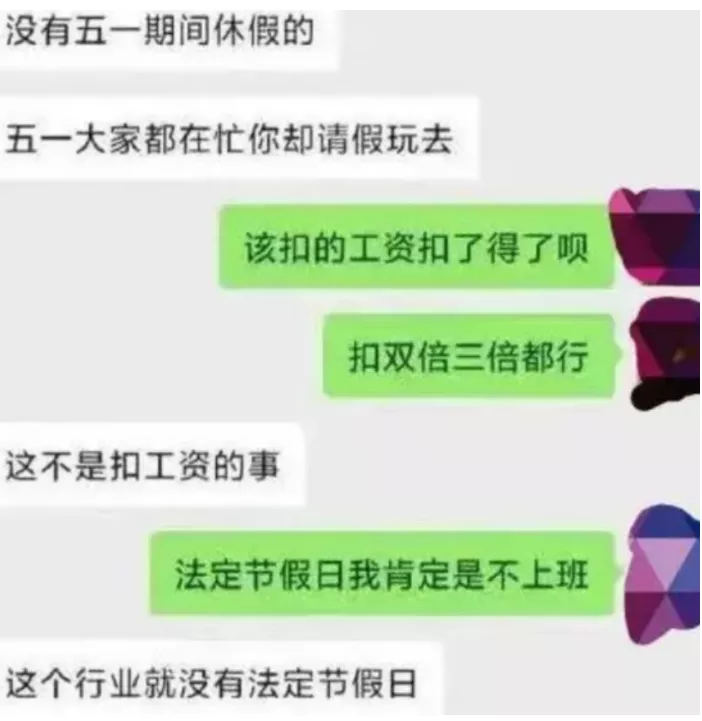 没有五一期间休假的
五一大家都在忙你却请假玩去
该扣的工资扣了得了呗
扣双倍三倍都行
这不是扣工资的事
法定节假日我肯定是不上班
这个行业就没有法定节假日